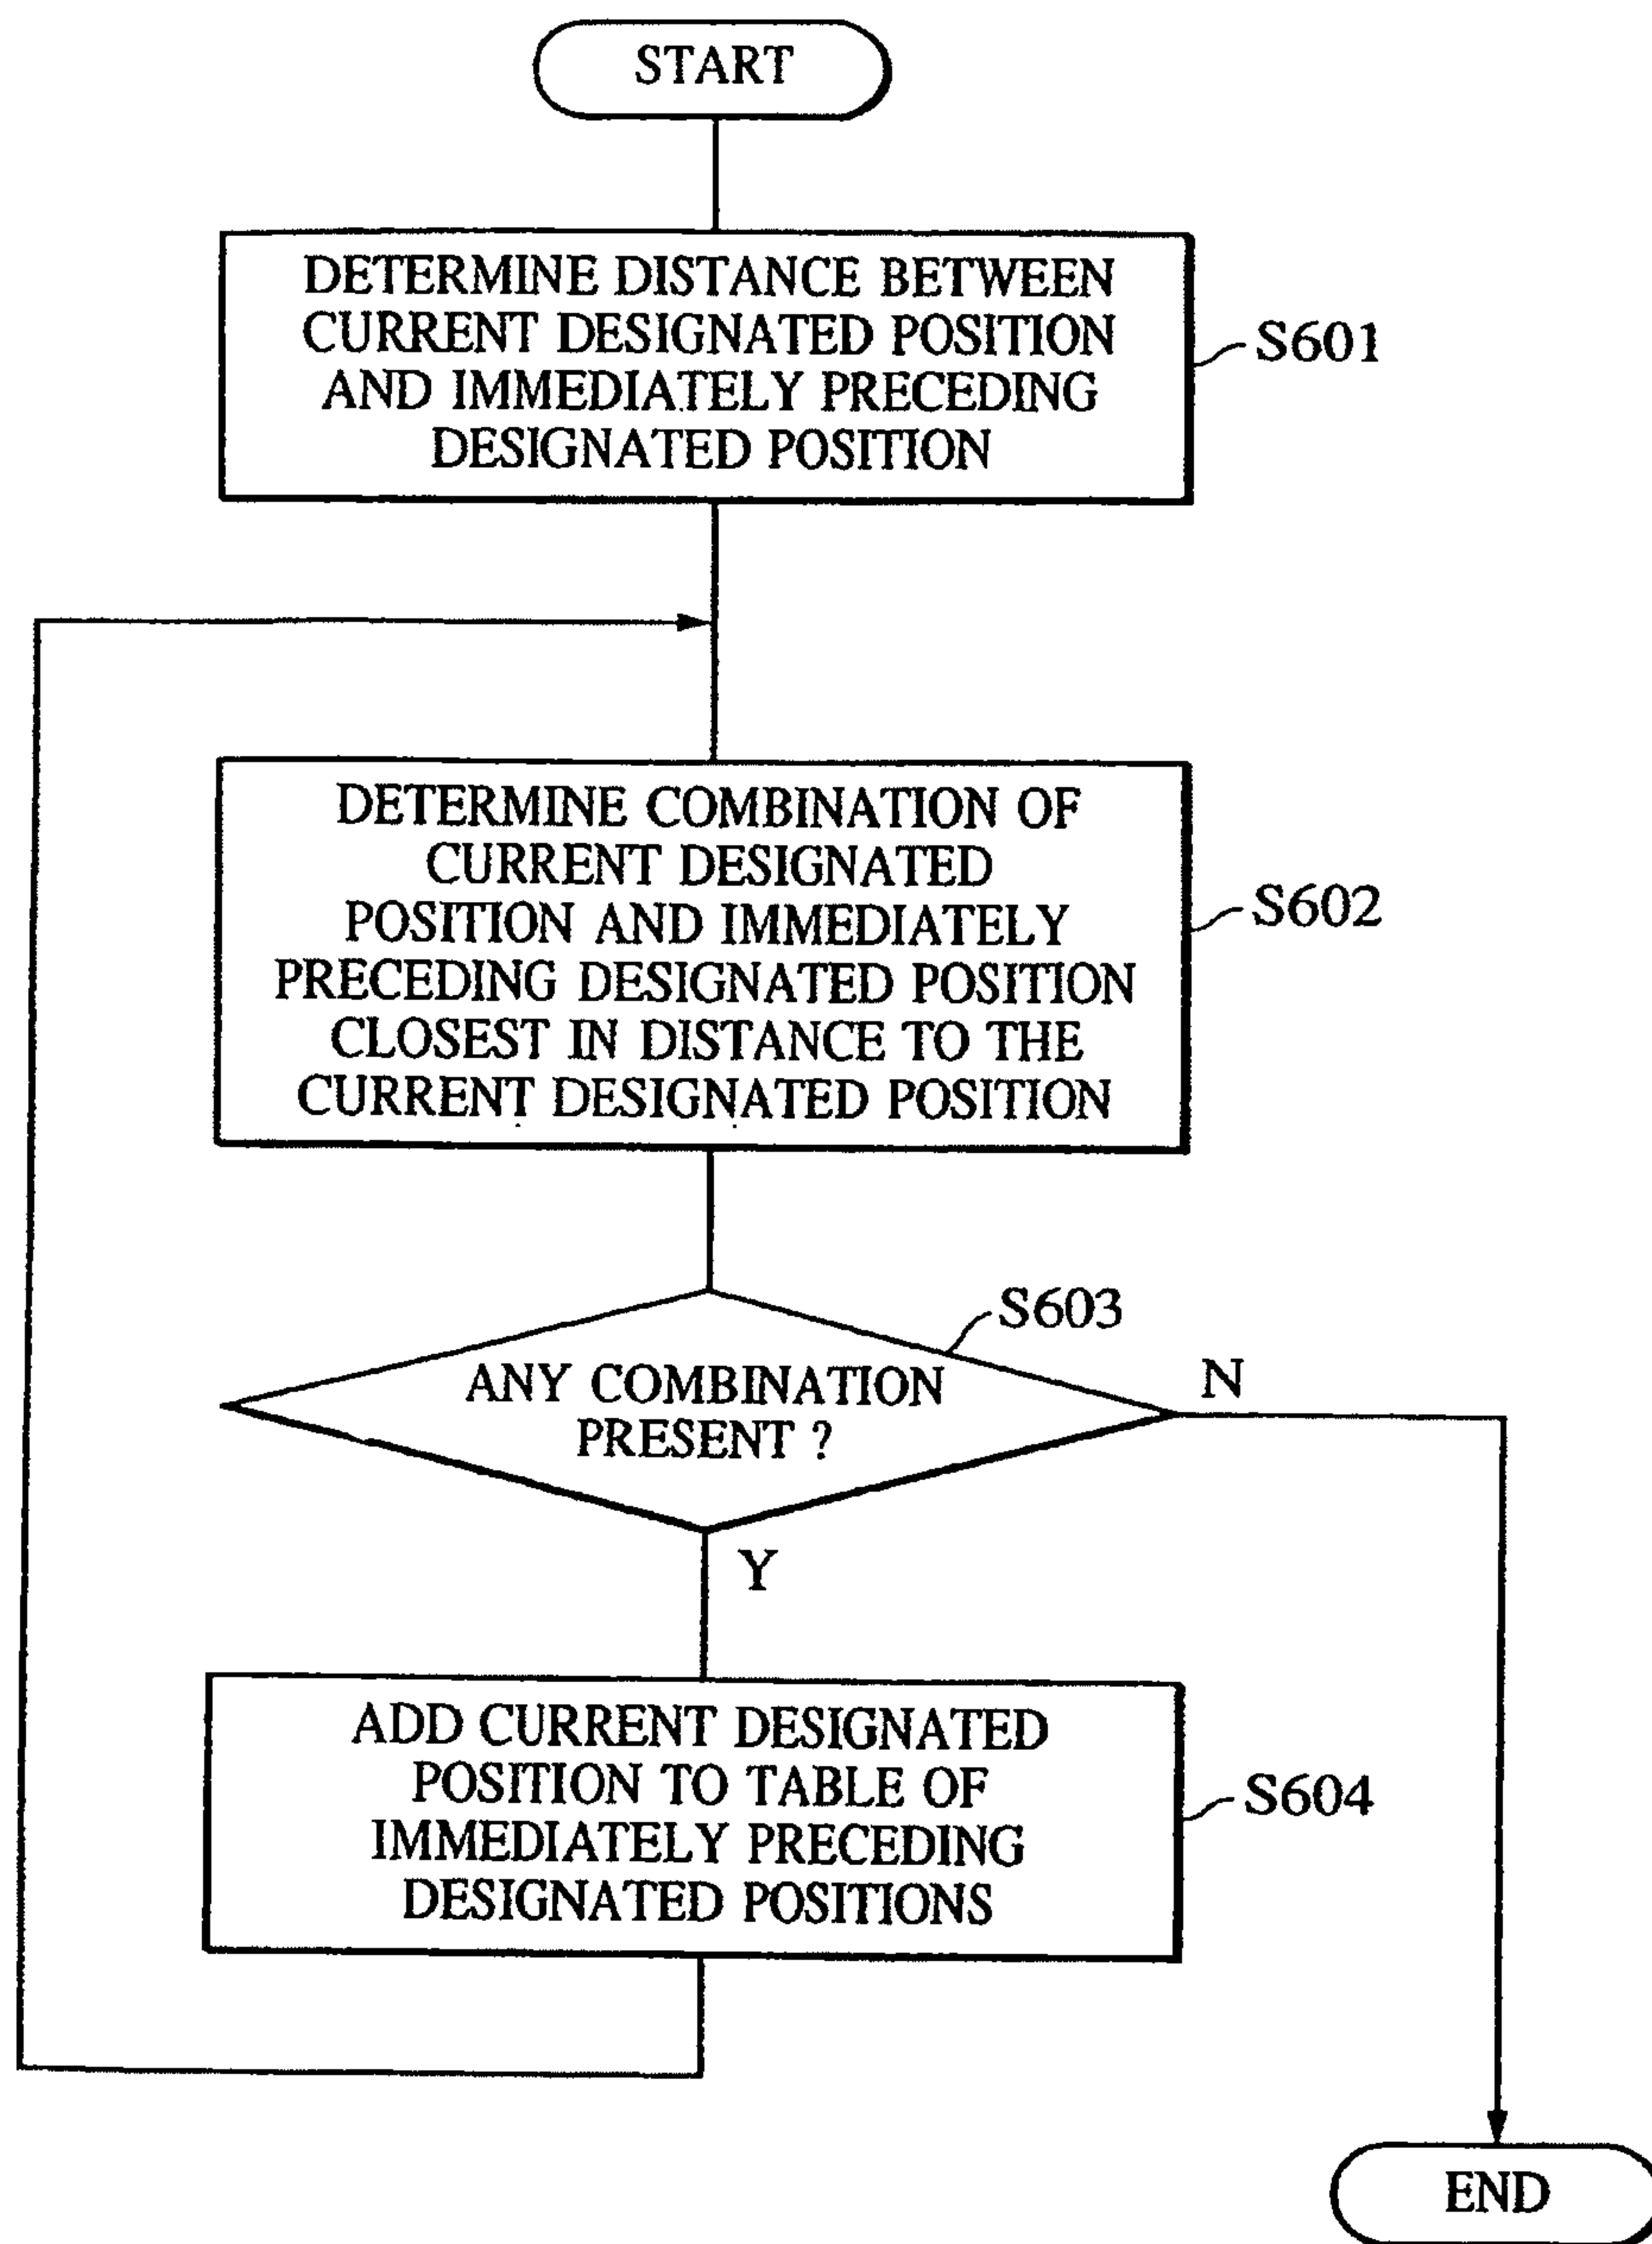 START
DETERMINE DISTANCE BETWEEN
CURRENT DESIGNATED POSITION
AND IMMEDIATELY PRECEDING
DESIGNATED POSITION
S601
DETERMINE COMBINATION OF
CURRENT DESIGNATED
POSITION AND IMMEDIATELY
PRECEDING DESIGNATED POSITION
CLOSEST IN DISTANCE TO THE
CURRENT DESIGNATED POSITION
S602
S603
ANY COMBINATION
PRESENT ?
N
Y
ADD CURRENT DESIGNATED
POSITION TO TABLE OF
IMMEDIATELY PRECEDING
DESIGNATED POSITIONS
S604
END